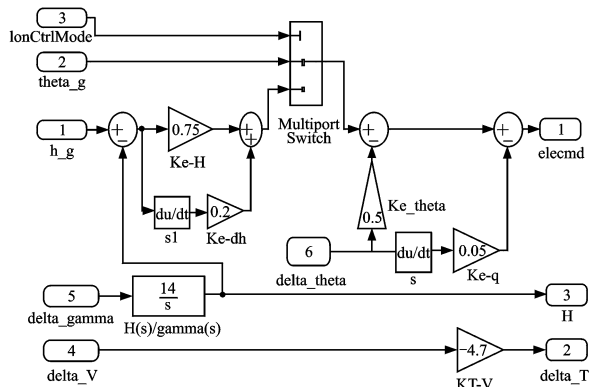 3
lonCtrlMode
2
theta_g
Multiport
Switch
1
h_g
+
−
0.75
Ke-H
+
+
du/dt
s1
0.2
Ke-dh
+
−
0.5
Ke_theta
+
−
1
elecmd
6
delta_theta
du/dt
s
0.05
Ke-q
5
delta_gamma
14
s
H(s)/gamma(s)
3
H
4
delta_V
−4.7
KT-V
2
delta_T